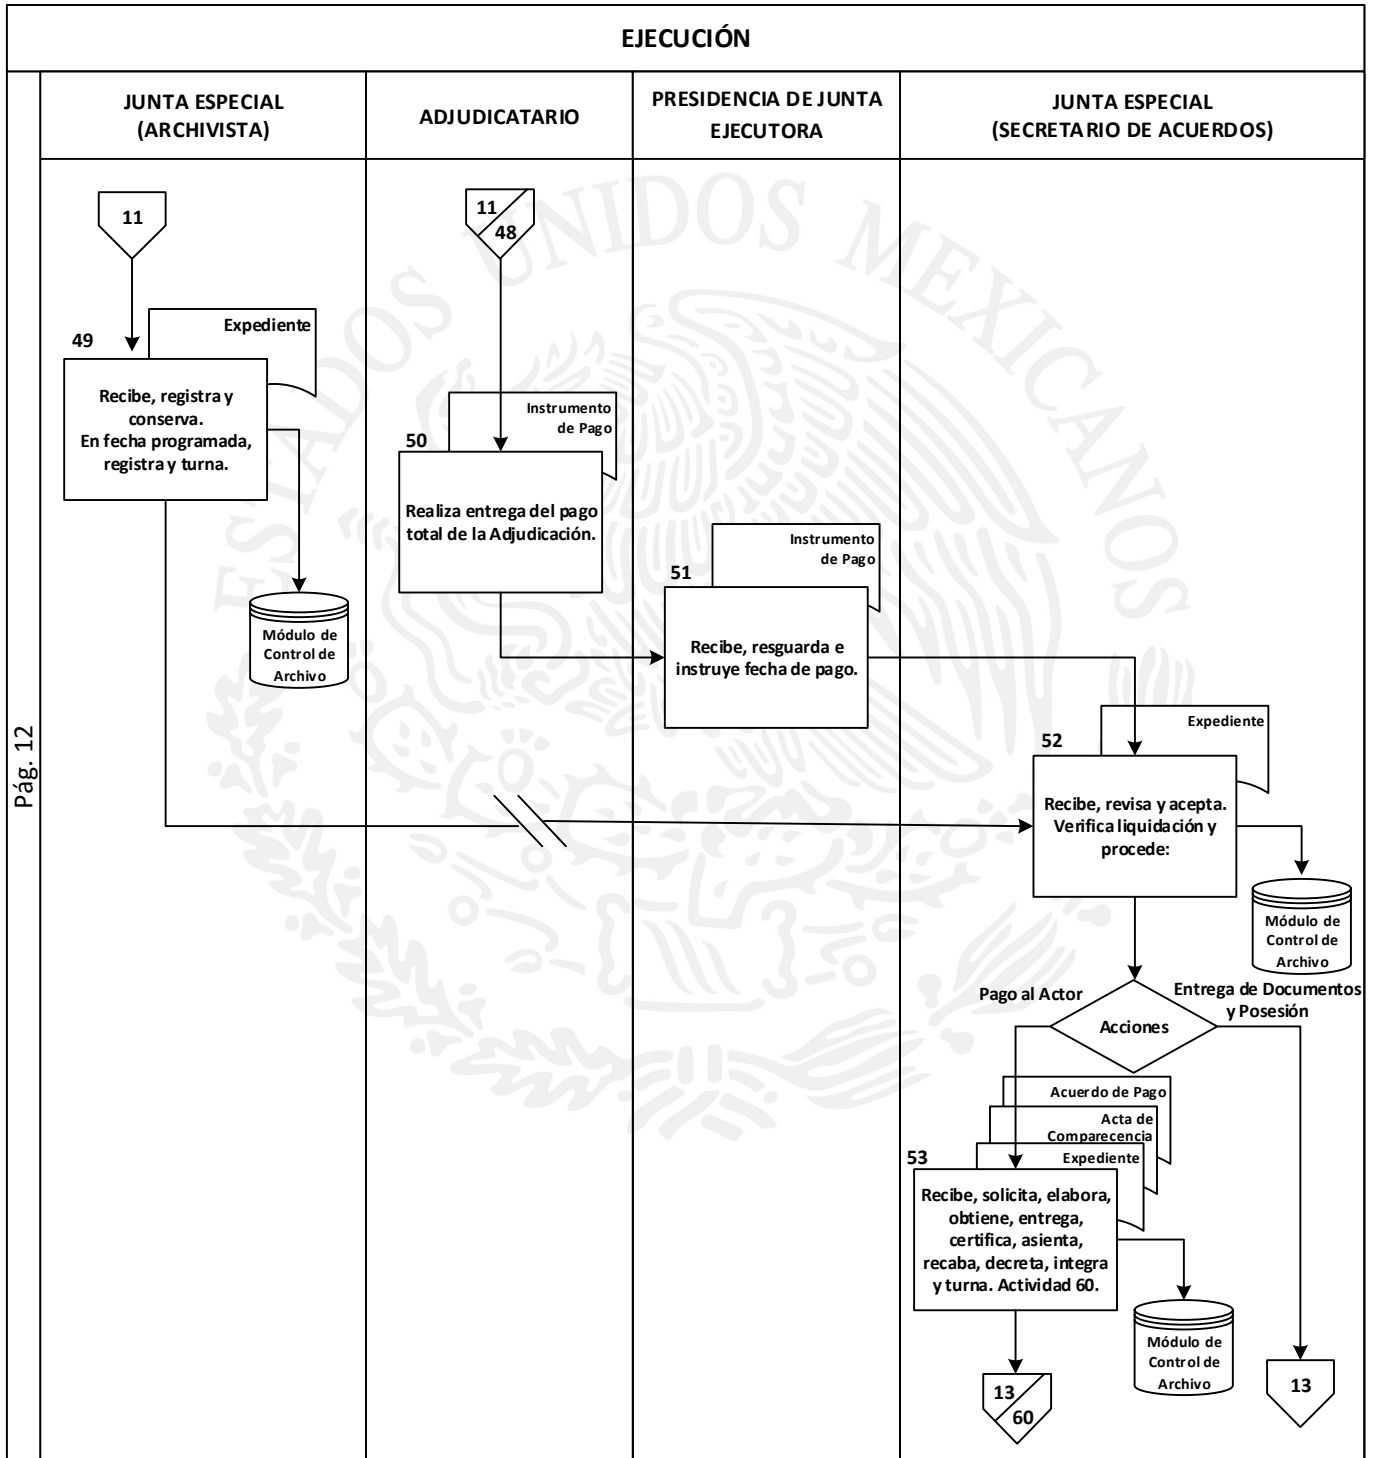 EJECUCIÓN
JUNTA ESPECIAL
(ARCHIVISTA)
ADJUDICATARIO
PRESIDENCIA DE JUNTA
EJECUTORA
JUNTA ESPECIAL
(SECRETARIO DE ACUERDOS)
Pág. 12
ESTADOS UNIDOS MEXICANOS
11
49
Expediente
Recibe, registra y
conserva.
En fecha programada,
registra y turna.
Módulo de
Control de
Archivo
11
48
Instrumento
de Pago
50
Realiza entrega del pago
total de la Adjudicación.
Instrumento
de Pago
51
Recibe, resguarda e
instruye fecha de pago.
Expediente
52
Recibe, revisa y acepta.
Verifica liquidación y
procede:
Módulo de
Control de
Archivo
Pago al Actor
Acciones
Entrega de Documentos
y Posesión
Acuerdo de Pago
Acta de
Comparecencia
Expediente
53
Recibe, solicita, elabora,
obtiene, entrega,
certifica, asienta,
recaba, decreta, integra
y turna. Actividad 60.
Módulo de
Control de
Archivo
13
60
13